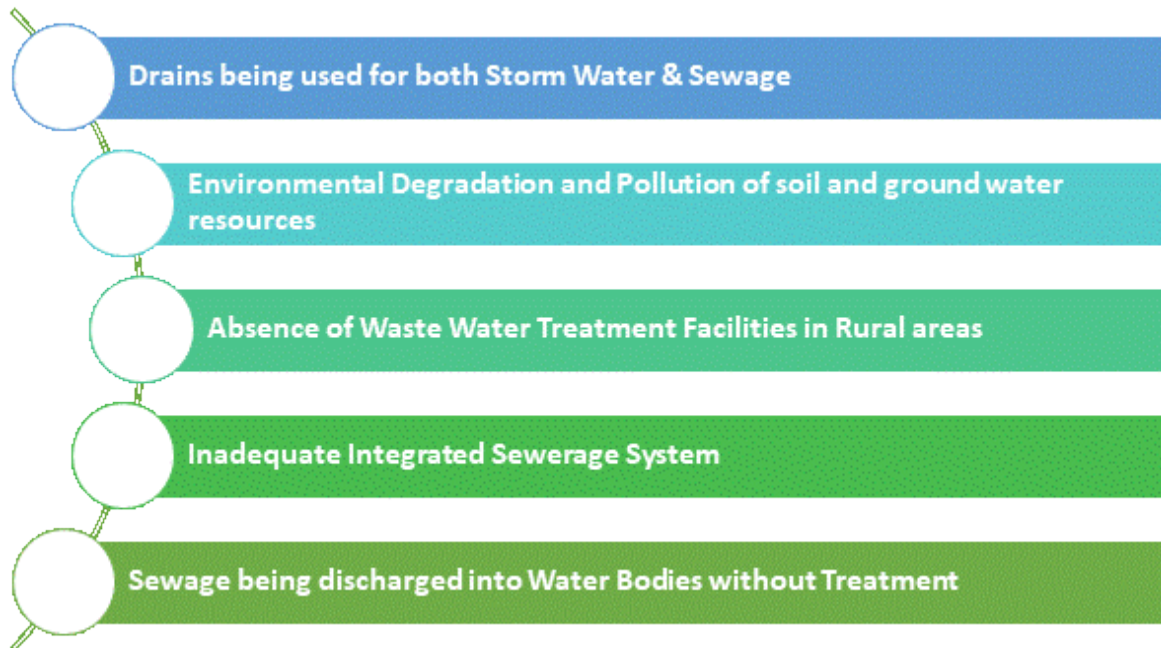 Drains being used for both Storm Water & Sewage
Environmental Degradation and Pollution of soil and ground water
resources
Absence of Waste Water Treatment Facilities in Rural areas
Inadequate Integrated Sewerage System
Sewage being discharged into Water Bodies without Treatment